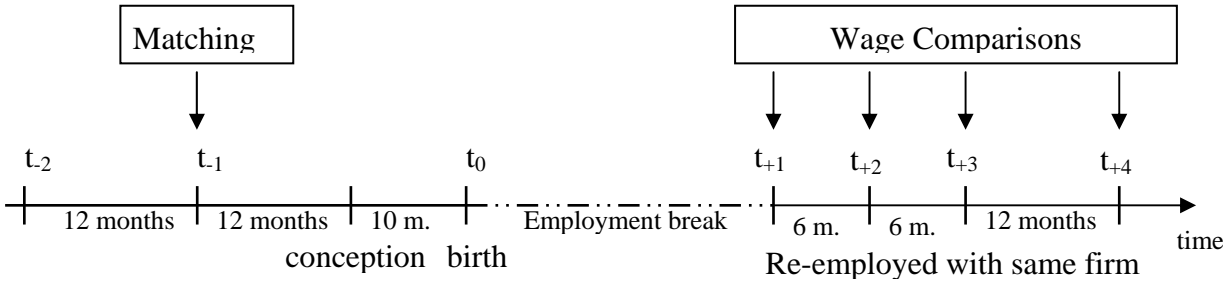 Matching Wage Comparisons
t-2 t-1 t0 t+1 t+2 t+3 t+4
12 months 12 months 10 m. Employment break 6 m. 6 m. 12 months
time
conception birth Re-employed with same firm